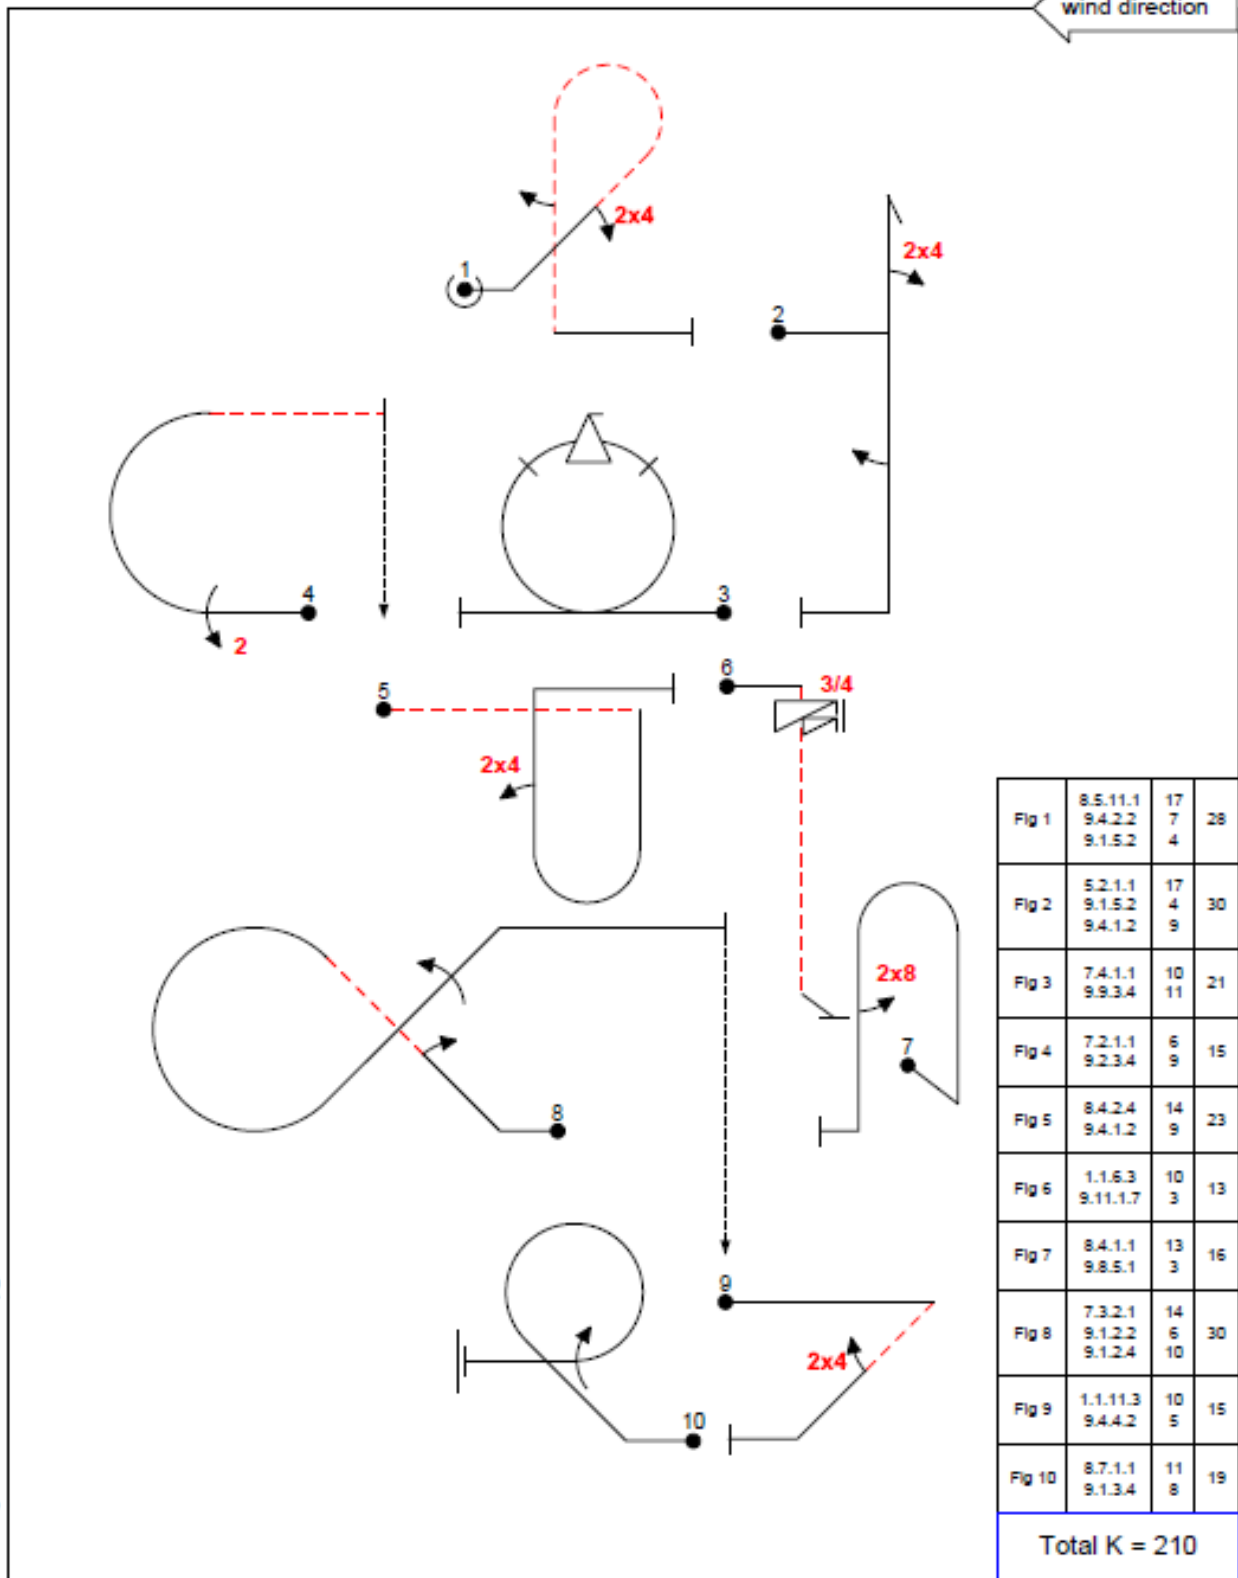 wind direction
1
2x4
2
2x4
4
2
3
5
6
3/4
2x4
7
2x8
8
9
2x4
10
Fig 1 8.5.11.1 17 28
9.4.2.2 7
9.1.5.2 4
Fig 2 5.2.1.1 17 30
9.1.5.2 4
9.4.1.2 9
Fig 3 7.4.1.1 10 21
9.9.3.4 11
Fig 4 7.2.1.1 6 15
9.2.3.4 9
Fig 5 8.4.2.4 14 23
9.4.1.2 9
Fig 6 1.1.6.3 10 13
9.11.1.7 3
Fig 7 8.4.1.1 13 16
9.8.5.1 3
Fig 8 7.3.2.1 14 30
9.1.2.2 6
9.1.2.4 10
Fig 9 1.1.11.3 10 15
9.4.4.2 5
Fig 10 8.7.1.1 11 19
9.1.3.4 8
Total K = 210